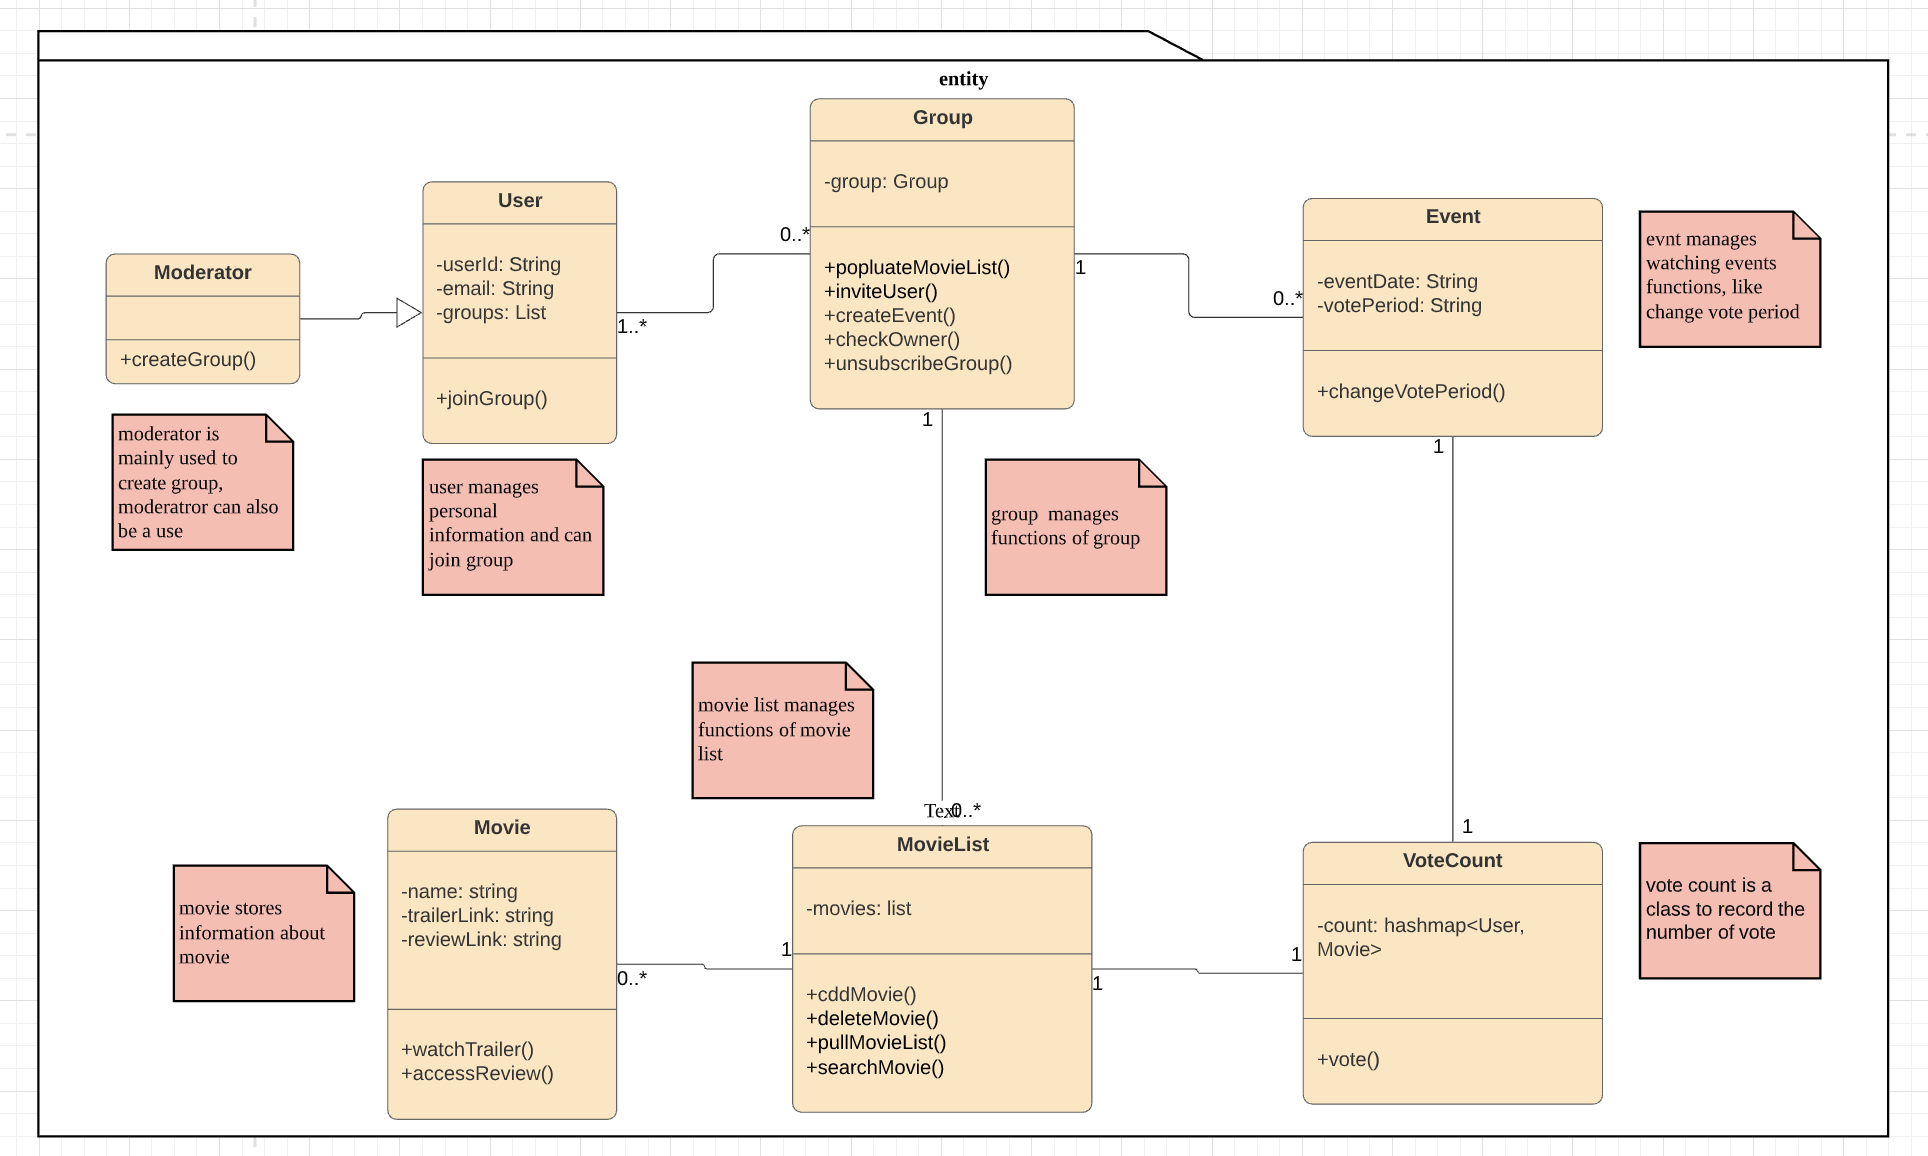 entity
Group
-group: Group
+popluateMovieList()
+inviteUser()
+createEvent()
+checkOwner()
+unsubscribeGroup()
User
-userId: String
-email: String
-groups: List
+joinGroup()
Moderator
+createGroup()
0..*
1..*
1
0..*
Event
-eventDate: String
-votePeriod: String
+changeVotePeriod()
evnt manages
watching events
functions, like
change vote period
moderator is
mainly used to
create group,
moderatror can also
be a use
user manages
personal
information and can
join group
1
group  manages
functions of group
1
movie list manages
functions of movie
list
Text
0..*
1
Movie
-name: string
-trailerLink: string
-reviewLink: string
+watchTrailer()
+accessReview()
movie stores
information about
movie
0..*
1
MovieList
-movies: list
+cddMovie()
+deleteMovie()
+pullMovieList()
+searchMovie()
1
1
VoteCount
-count: hashmap<User,
Movie>
+vote()
vote count is a
class to record the
number of vote